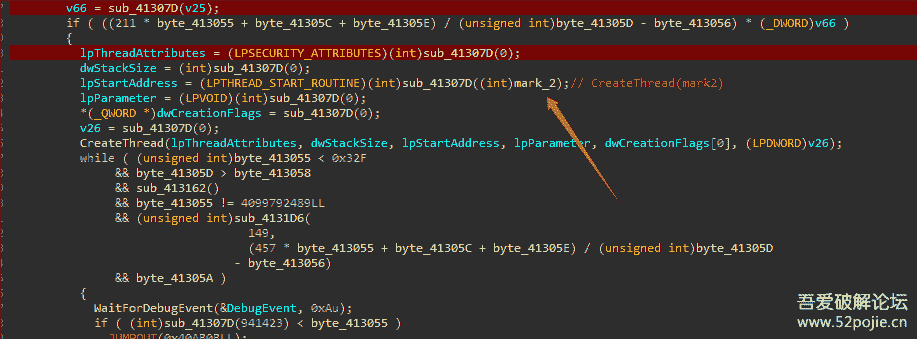 v66 = sub_41307D(v25);
if ( ((211 * byte_413055 + byte_41305C + byte_41305E) / (unsigned int)byte_41305D - byte_413056) * (_DWORD)v66 )
{
lpThreadAttributes = (LPSECURITY_ATTRIBUTES)(int)sub_41307D(0);
dwStackSize = (int)sub_41307D(0);
lpStartAddress = (LPTHREAD_START_ROUTINE)(int)sub_41307D((int)mark_2);// CreateThread(mark2)
lpParameter = (LPVOID)(int)sub_41307D(0);
*(_QWORD *)dwCreationFlags = sub_41307D(0);
v26 = sub_41307D(0);
CreateThread(lpThreadAttributes, dwStackSize, lpStartAddress, lpParameter, dwCreationFlags[0], (LPDWORD)v26);
while ( (unsigned int)byte_413055 < 0x32F
&& byte_41305D > byte_413058
&& sub_413162()
&& byte_413055 != 4099792489LL
&& (unsigned int)sub_4131D6(
149,
(457 * byte_413055 + byte_41305C + byte_41305E) / (unsigned int)byte_41305D
- byte_413056)
&& byte_41305A )
{
WaitForDebugEvent(&DebugEvent, 0xAu);
if ( (int)sub_41307D(941423) < byte_413055 )
吾爱破解论坛
www.52pojie.cn